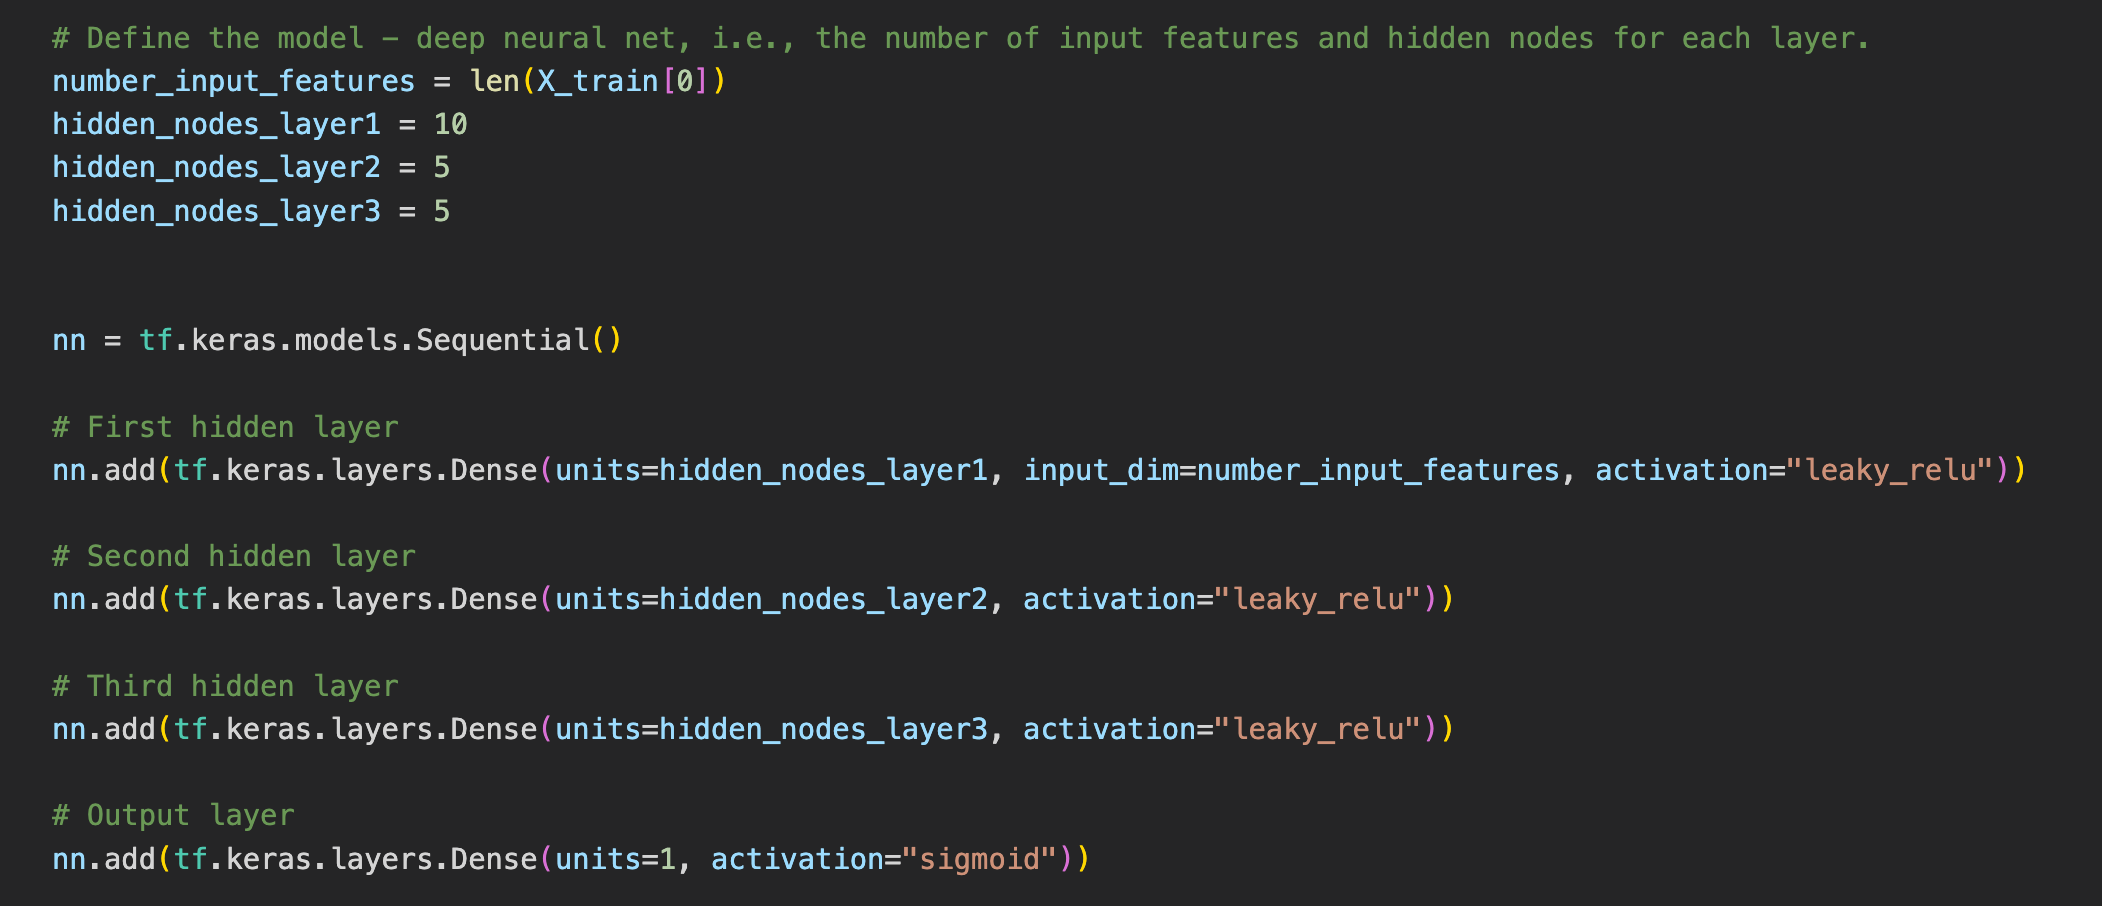 # Define the model - deep neural net, i.e., the number of input features and hidden nodes for each layer.
number_input_features = len(X_train[0])
hidden_nodes_layer1 = 10
hidden_nodes_layer2 = 5
hidden_nodes_layer3 = 5
nn = tf.keras.models.Sequential()
# First hidden layer
nn.add(tf.keras.layers.Dense(units=hidden_nodes_layer1, input_dim=number_input_features, activation="leaky_relu"))
# Second hidden layer
nn.add(tf.keras.layers.Dense(units=hidden_nodes_layer2, activation="leaky_relu"))
# Third hidden layer
nn.add(tf.keras.layers.Dense(units=hidden_nodes_layer3, activation="leaky_relu"))
# Output layer
nn.add(tf.keras.layers.Dense(units=1, activation="sigmoid"))